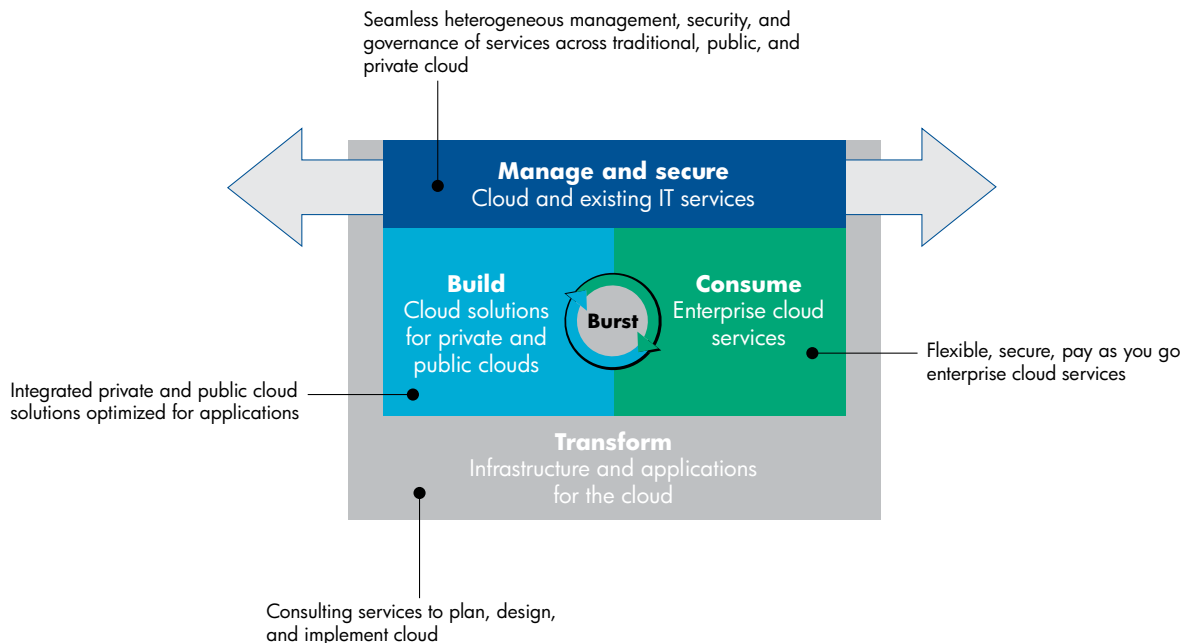 Seamless heterogeneous management, security, and
governance of services across traditional, public, and
private cloud
Manage and secure
Cloud and existing IT services
Build
Cloud solutions
for private and
public clouds
Burst
Consume
Enterprise cloud
services
Flexible, secure, pay as you go
enterprise cloud services
Integrated private and public cloud
solutions optimized for applications
Transform
Infrastructure and applications
for the cloud
Consulting services to plan, design,
and implement cloud